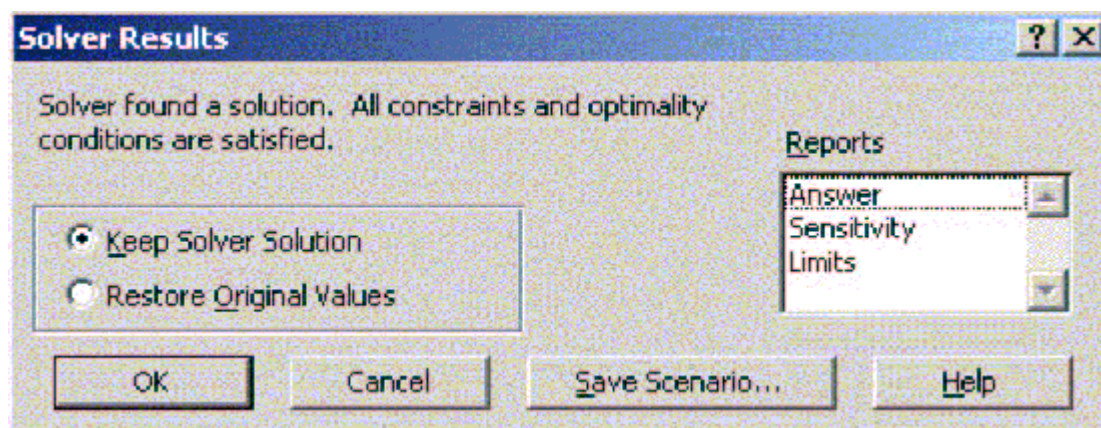 Solver Results
Solver found a solution. All constraints and optimality
conditions are satisfied.
Reports
Answer
Sensitivity
Limits
Keep Solver Solution
Restore Original Values
OK
Cancel
Save Scenario...
Help